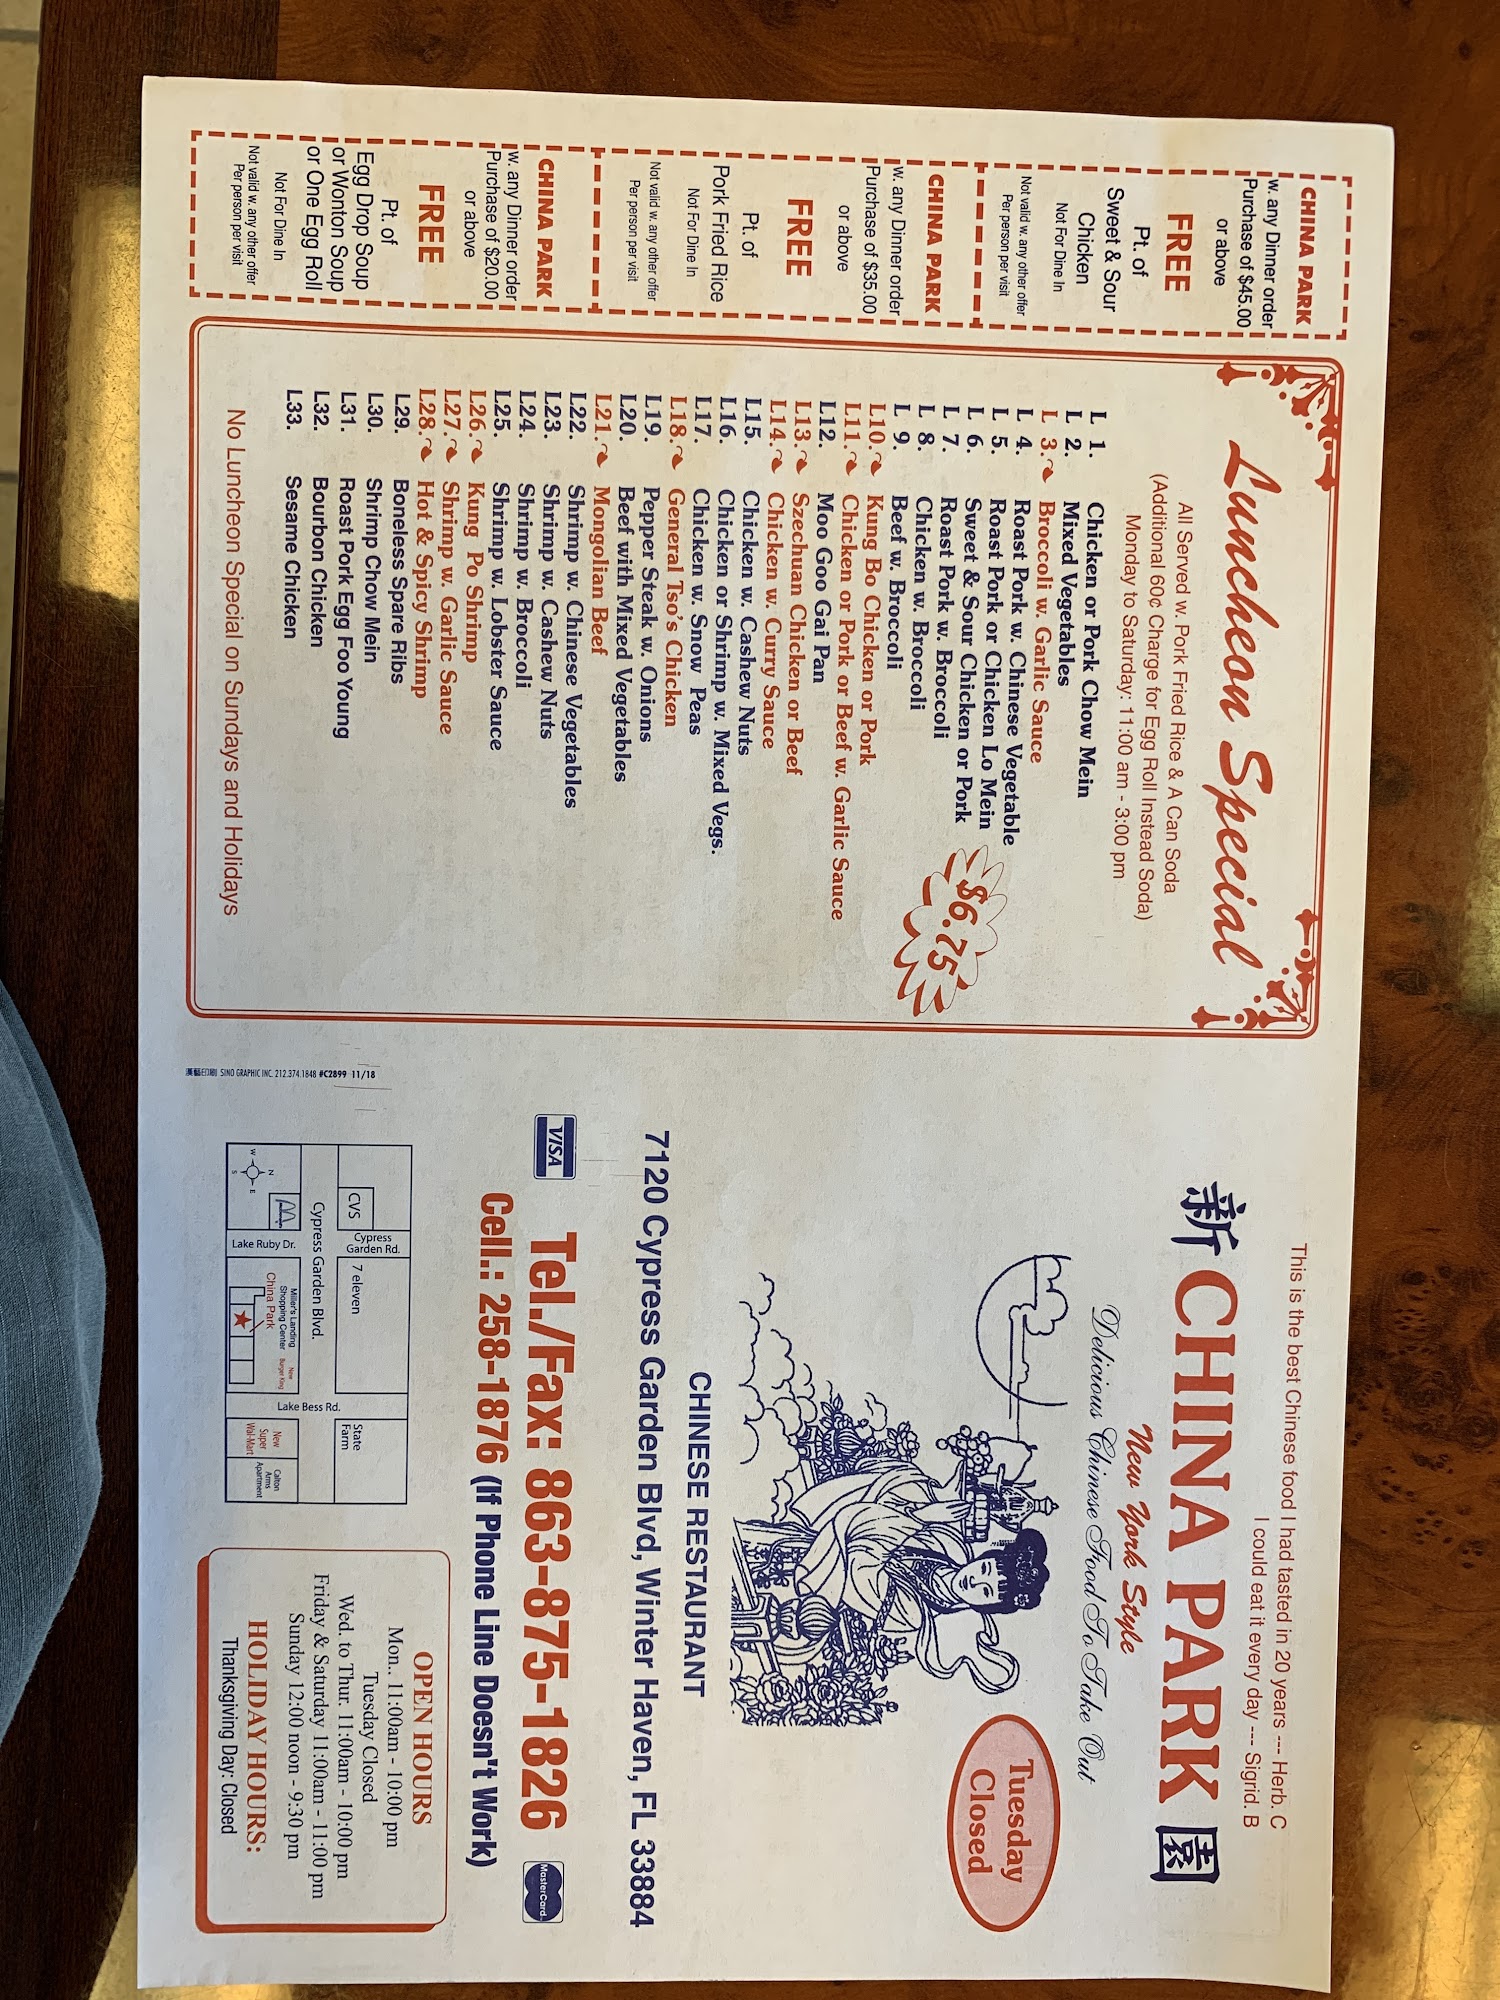 CHINA PARK
w. any Dinner order
Purchase of $20.00
or above
FREE
Pt. of
Egg Drop Soup
or Wonton Soup
or One Egg Roll
Not For Dine In
Not valid w. any other offer
Per person per visit
CHINA PARK
w. any Dinner order
Purchase of $35.00
or above
FREE
Pt. of
Pork Fried Rice
Not For Dine In
Not valid w. any other offer
Per person per visit
CHINA PARK
w. any Dinner order
Purchase of $45.00
or above
FREE
Pt. of
Sweet & Sour
Chicken
Not For Dine In
Not valid w. any other offer
Per person per visit
Luncheon Special
All Served w. Pork Fried Rice & A Can Soda
(Additional 60¢ Charge for Egg Roll Instead Soda)
Monday to Saturday: 11:00 am - 3:00 pm
L 1. Chicken or Pork Chow Mein
L 2. Mixed Vegetables
L 3. Broccoli w. Garlic Sauce
L 4. Roast Pork w. Chinese Vegetable
L 5. Roast Pork or Chicken Lo Mein
L 6. Sweet & Sour Chicken or Pork
L 7. Roast Pork w. Broccoli
L 8. Chicken w. Broccoli
L 9. Beef w. Broccoli
L10. Kung Bo Chicken or Pork
L11. Chicken or Pork or Beef w. Garlic Sauce
L12. Moo Goo Gai Pan
L13. Szechuan Chicken or Beef
L14. Chicken w. Curry Sauce
L15. Chicken w. Cashew Nuts
L16. Chicken or Shrimp w. Mixed Vegs.
L17. Chicken w. Snow Peas
L18. General Tso's Chicken
L19. Pepper Steak w. Onions
L20. Beef with Mixed Vegetables
L21. Mongolian Beef
L22. Shrimp w. Chinese Vegetables
L23. Shrimp w. Cashew Nuts
L24. Shrimp w. Broccoli
L25. Shrimp w. Lobster Sauce
L26. Kung Po Shrimp
L27. Shrimp w. Garlic Sauce
L28. Hot & Spicy Shrimp
L29. Boneless Spare Ribs
L30. Shrimp Chow Mein
L31. Roast Pork Egg Foo Young
L32. Bourbon Chicken
L33. Sesame Chicken
$6.75
No Luncheon Special on Sundays and Holidays
SINO GRAPHIC INC. 212.374.1848 #C2899 11/18
This is the best Chinese food I had tasted in 20 years --- Herb. C
I could eat it every day --- Sigrid. B
新 CHINA PARK 園
New York Style
Delicious Chinese Food To Take Out
Tuesday
Closed
CHINESE RESTAURANT
7120 Cypress Garden Blvd, Winter Haven, FL 33884
VISA
Tel./Fax: 863-875-1826
MasterCard
Cell.: 258-1876 (If Phone Line Doesn't Work)
CVS
Cypress
Garden Rd.
7 eleven
State
Farm
Cypress Garden Blvd.
N
W
E
S
Lake Ruby Dr.
Miller's Landing
Shopping Center
China Park
New
Burger King
Lake Bess Rd.
New
Super
Wal-Mart
Calton
Arms
Apartment
OPEN HOURS
Mon.. 11:00am - 10:00 pm
Tuesday Closed
Wed. to Thur. 11:00am - 10:00 pm
Friday & Saturday 11:00am - 11:00 pm
Sunday 12:00 noon - 9:30 pm
HOLIDAY HOURS:
Thanksgiving Day: Closed